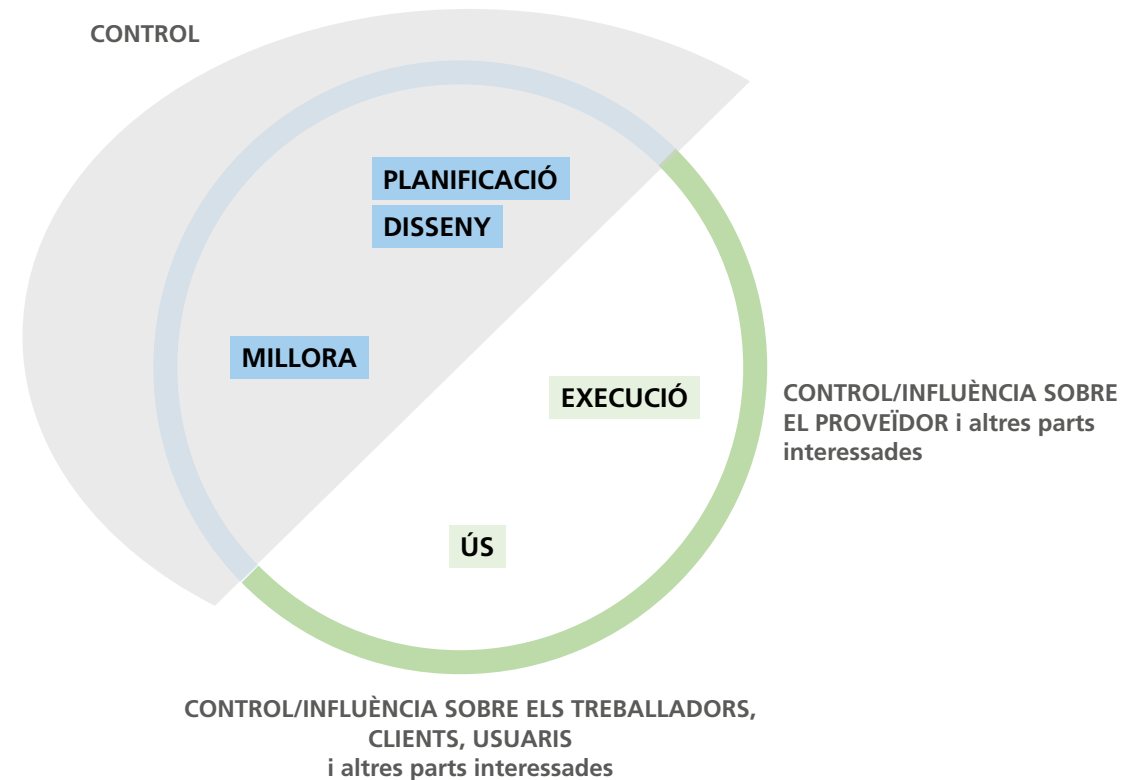 CONTROL
PLANIFICACIÓ
DISSENY
MILLORA
EXECUCIÓ
CONTROL/INFLUÈNCIA SOBRE
EL PROVEÏDOR i altres parts
interessades
ÚS
CONTROL/INFLUÈNCIA SOBRE ELS TREBALLADORS,
CLIENTS, USUARIS
i altres parts interessades